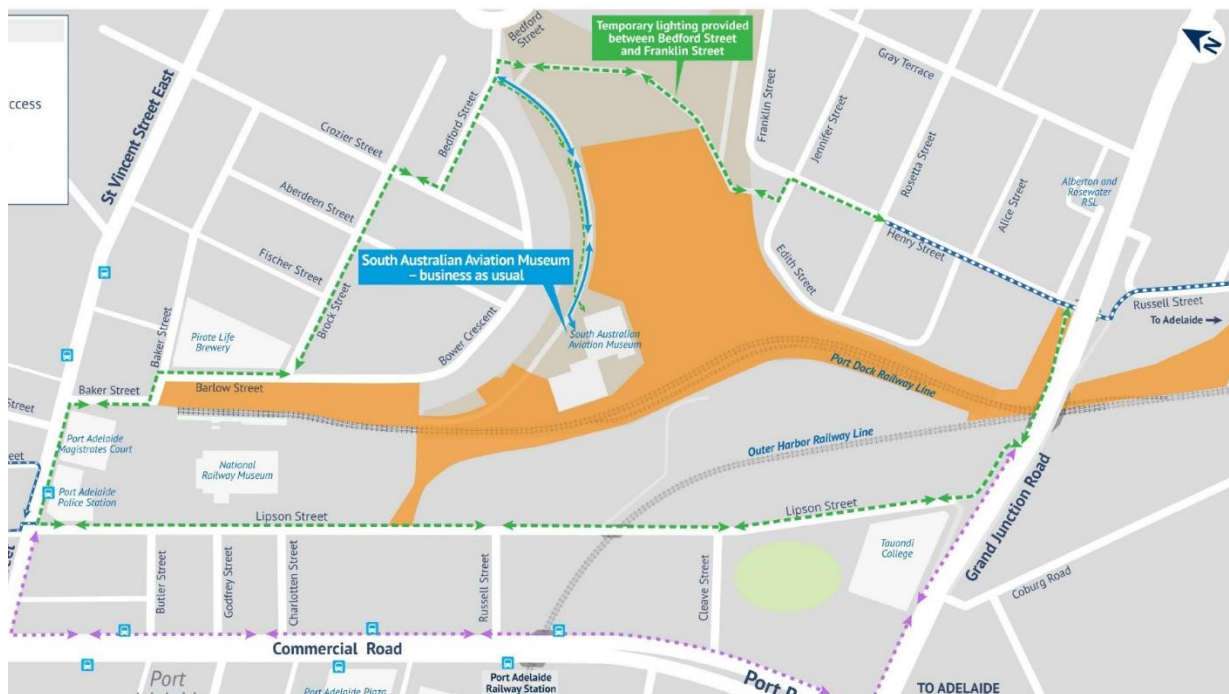 Bedford
Street
Temporary lighting provided
between Bedford Street
and Franklin Street
N
Gray Terrace
ccess
St Vincent Street East
Crozier Street
Bedford Street
Franklin Street
Jennifer Street
Rosetta Street
Alice Street
Alberton and
Rosewater
RSL
Aberdeen Street
Fischer Street
Henry Street
South Australian Aviation Museum
– business as usual
Edith Street
Brock Street
Bower Crescent
Russell Street
To Adelaide
Baker Street
Pirate Life
Brewery
South Australian
Aviation Museum
Port Dock Railway Line
Baker Street
Barlow Street
Street
Port Adelaide
Magistrates Court
National
Railway Museum
Outer Harbor Railway Line
eet
Port Adelaide
Police Station
Lipson Street
Lipson Street
Tauondi
College
Grand Junction Road
Coburg Road
eet
Butler Street
Godfrey Street
Charlotten Street
Russell Street
Cleave Street
Commercial Road
Port
Port Adelaide Plaza
Port Adelaide
Railway Station
Port
TO ADELAIDE